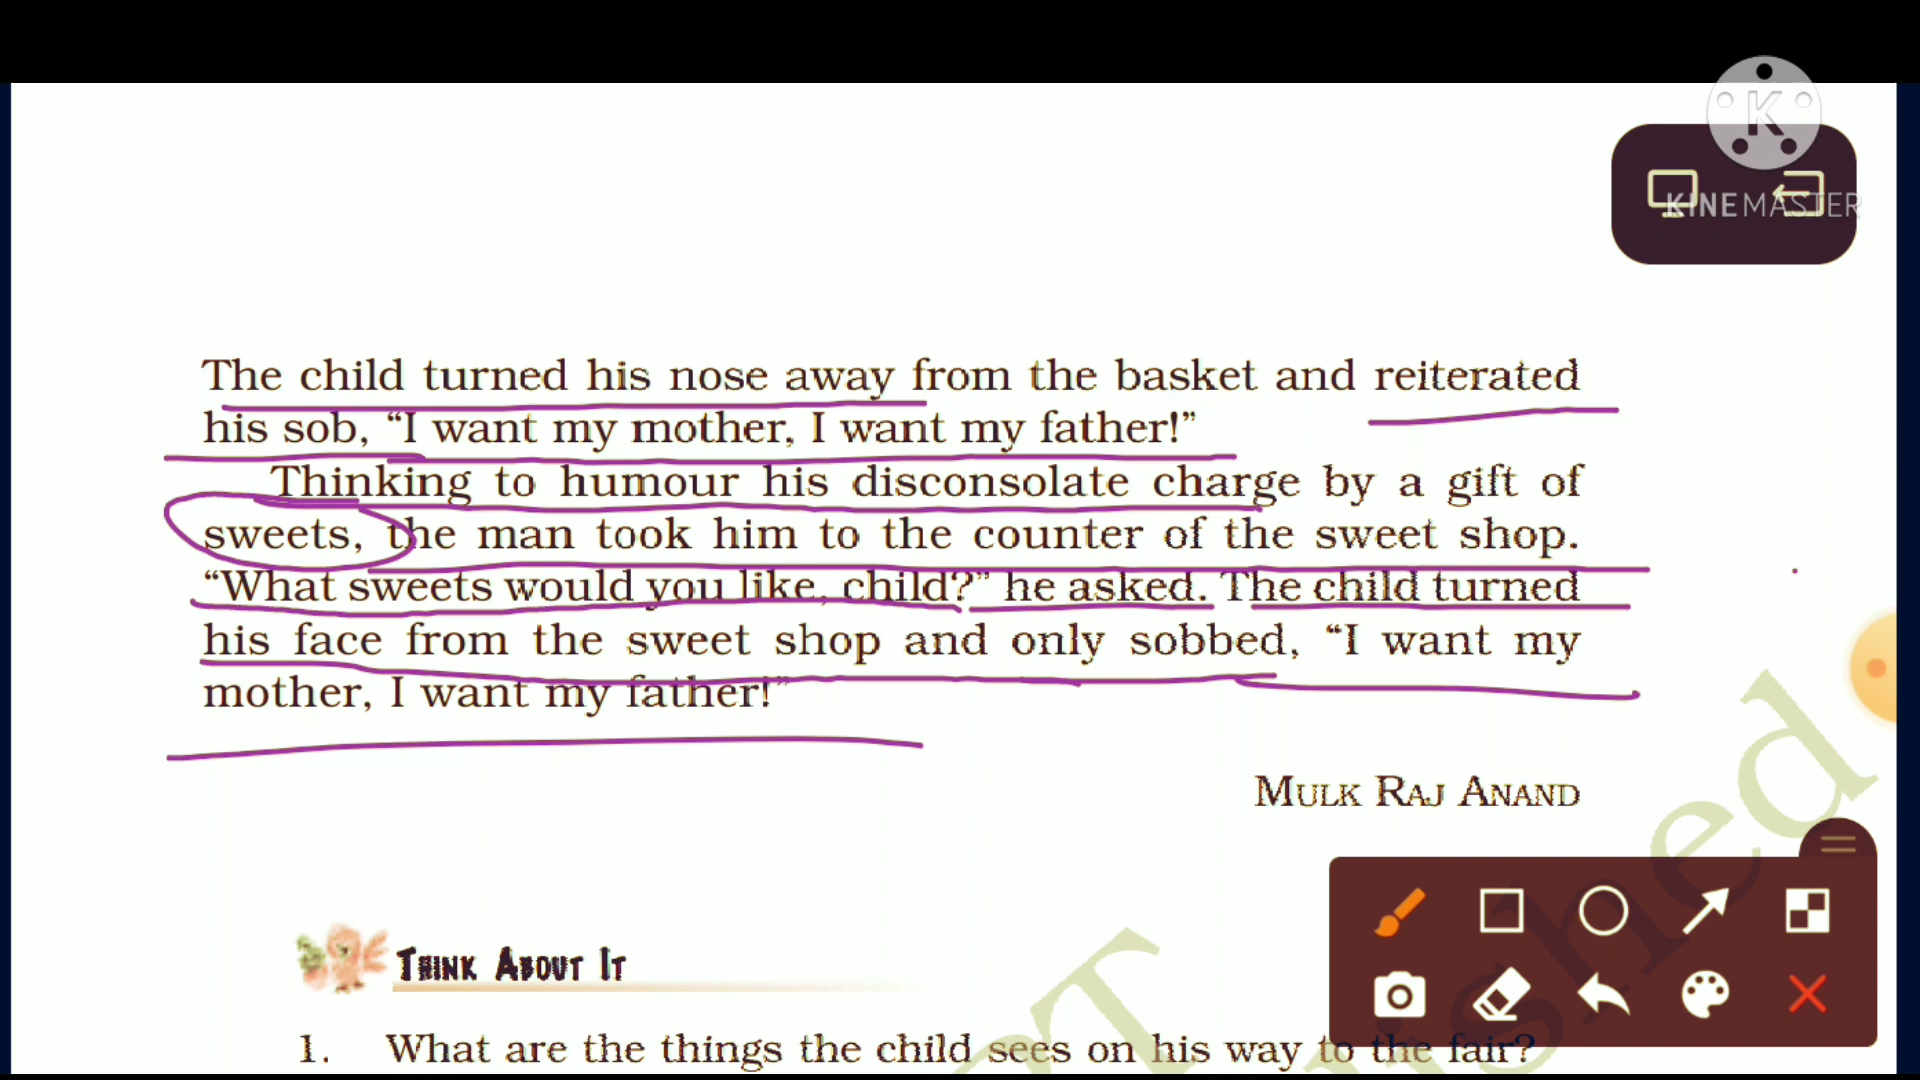 KINEMASTER
The child turned his nose away from the basket and reiterated
his sob, “I want my mother, I want my father!”
Thinking to humour his disconsolate charge by a gift of
sweets, the man took him to the counter of the sweet shop.
“What sweets would you like, child?” he asked. The child turned
his face from the sweet shop and only sobbed, “I want my
mother, I want my father!”
MULK RAJ ANAND
THINK ABOUT IT
1. What are the things the child sees on his way to the fair?